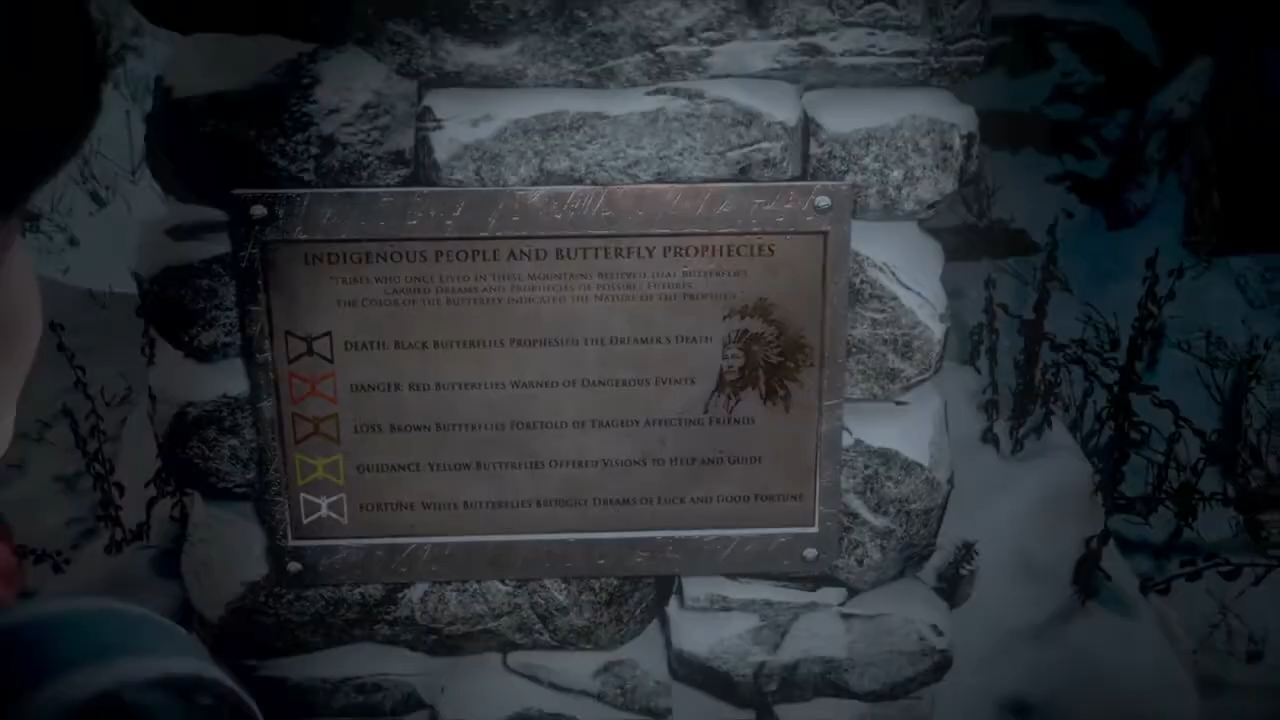 INDIGENOUS PEOPLE AND BUTTERFLY PROPHECIES
"TRIBES WHO ONCE LIVED IN THESE MOUNTAINS BELIEVED THAT BUTTERFLIES
CARRIED DREAMS AND PROPHECIES OF POSSIBLE FUTURES.
THE COLOR OF THE BUTTERFLY INDICATED THE NATURE OF THE PROPHECY."
DEATH: BLACK BUTTERFLIES PROPHESIED THE DREAMER'S DEATH
DANGER: RED BUTTERFLIES WARNED OF DANGEROUS EVENTS
LOSS: BROWN BUTTERFLIES FORETOLD OF TRAGEDY AFFECTING FRIENDS
GUIDANCE: YELLOW BUTTERFLIES OFFERED VISIONS TO HELP AND GUIDE
FORTUNE: WHITE BUTTERFLIES BROUGHT DREAMS OF LUCK AND GOOD FORTUNE